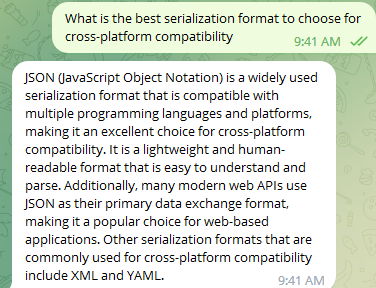 What is the best serialization format to choose for
cross-platform compatibility
9:41 AM
JSON (JavaScript Object Notation) is a widely used
serialization format that is compatible with
multiple programming languages and platforms,
making it an excellent choice for cross-platform
compatibility. It is a lightweight and human-
readable format that is easy to understand and
parse. Additionally, many modern web APIs use
JSON as their primary data exchange format,
making it a popular choice for web-based
applications. Other serialization formats that are
commonly used for cross-platform compatibility
include XML and YAML.
9:41 AM